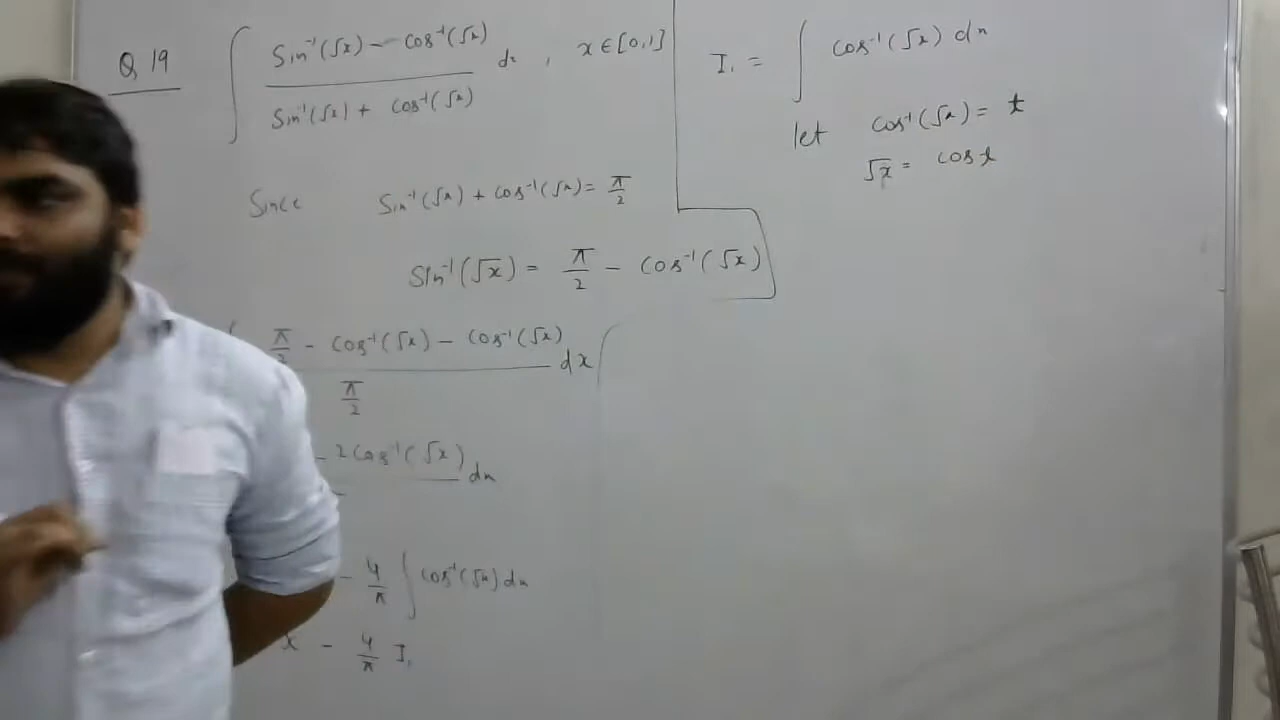 Q 19 ∫ Sin⁻¹(√x) – cos⁻¹(√x) / Sin⁻¹(√x) + cos⁻¹(√x) dx , x ∈ [0,1]
Since Sin⁻¹(√x) + cos⁻¹(√x) = π/2
Sin⁻¹(√x) = π/2 – Cos⁻¹(√x)
π/2 – Cos⁻¹(√x) – Cos⁻¹(√x) / π/2 dx
– 2Cos⁻¹(√x) dx
– 4/π ∫ Cos⁻¹(√x) dx
x – 4/π I₁
I₁ = ∫ Cos⁻¹(√x) dx
let Cos⁻¹(√x) = t
√x = cos t